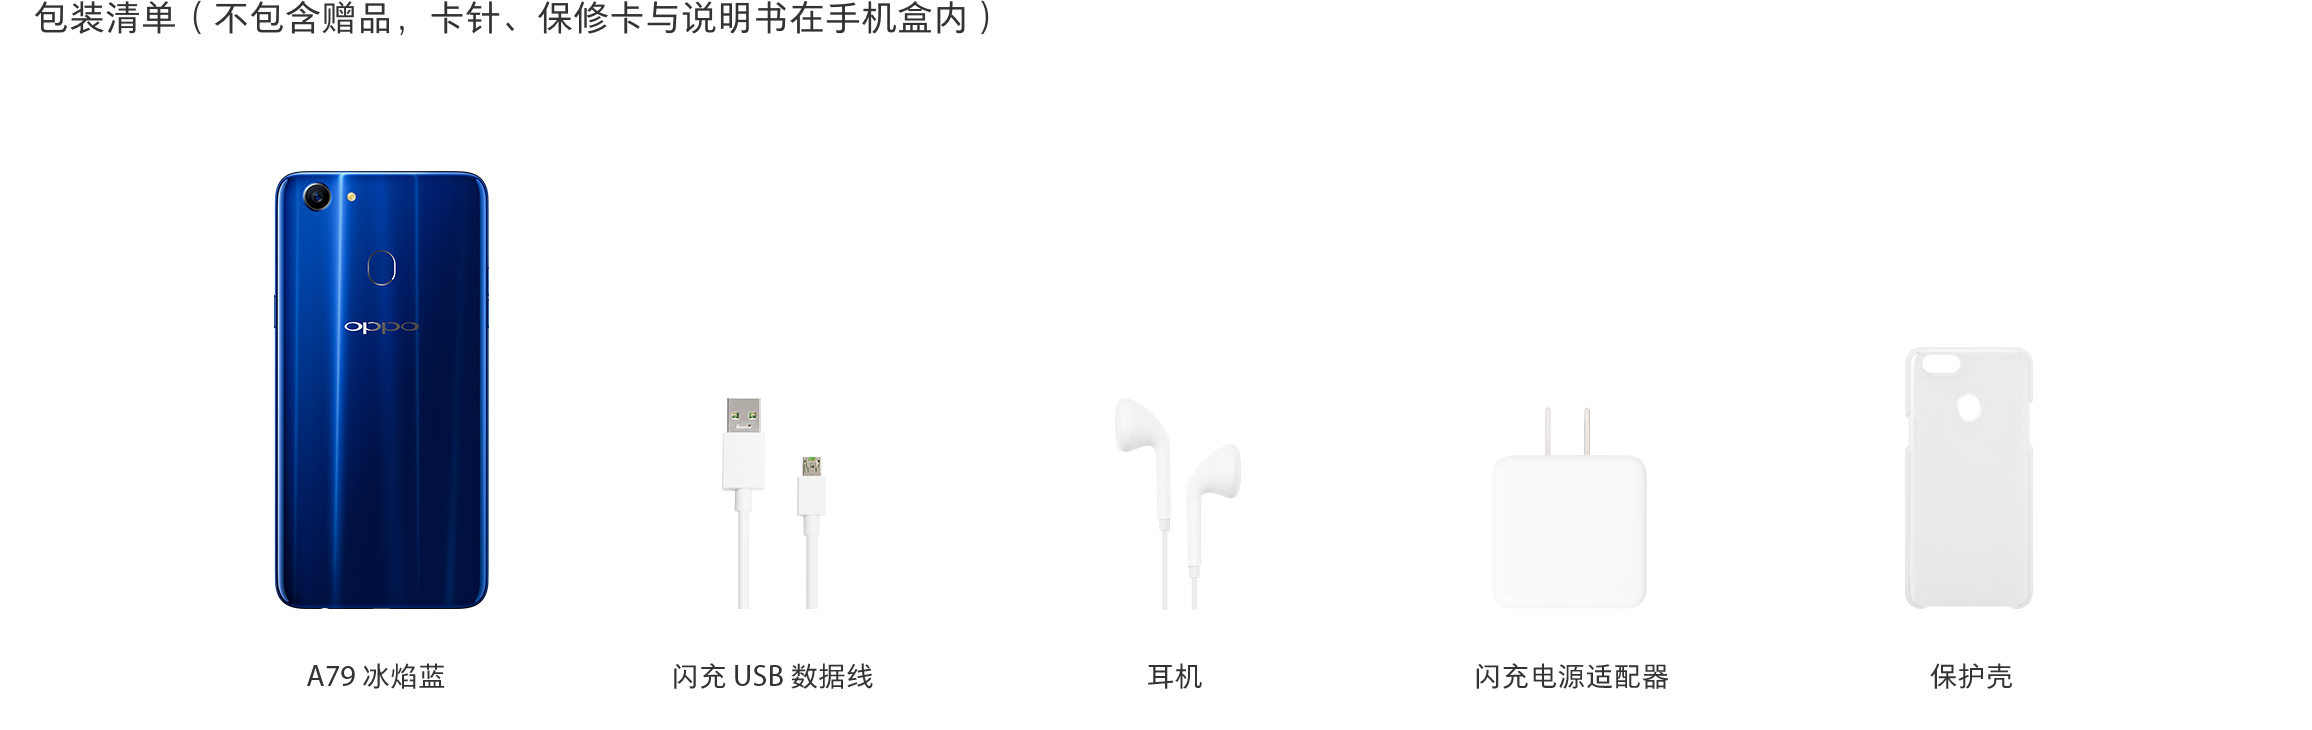 包装清单（不包含赠品，卡针、保修卡与说明书在手机盒内）
oppo
A79 冰焰蓝
闪充 USB 数据线
耳机
闪充电源适配器
保护壳